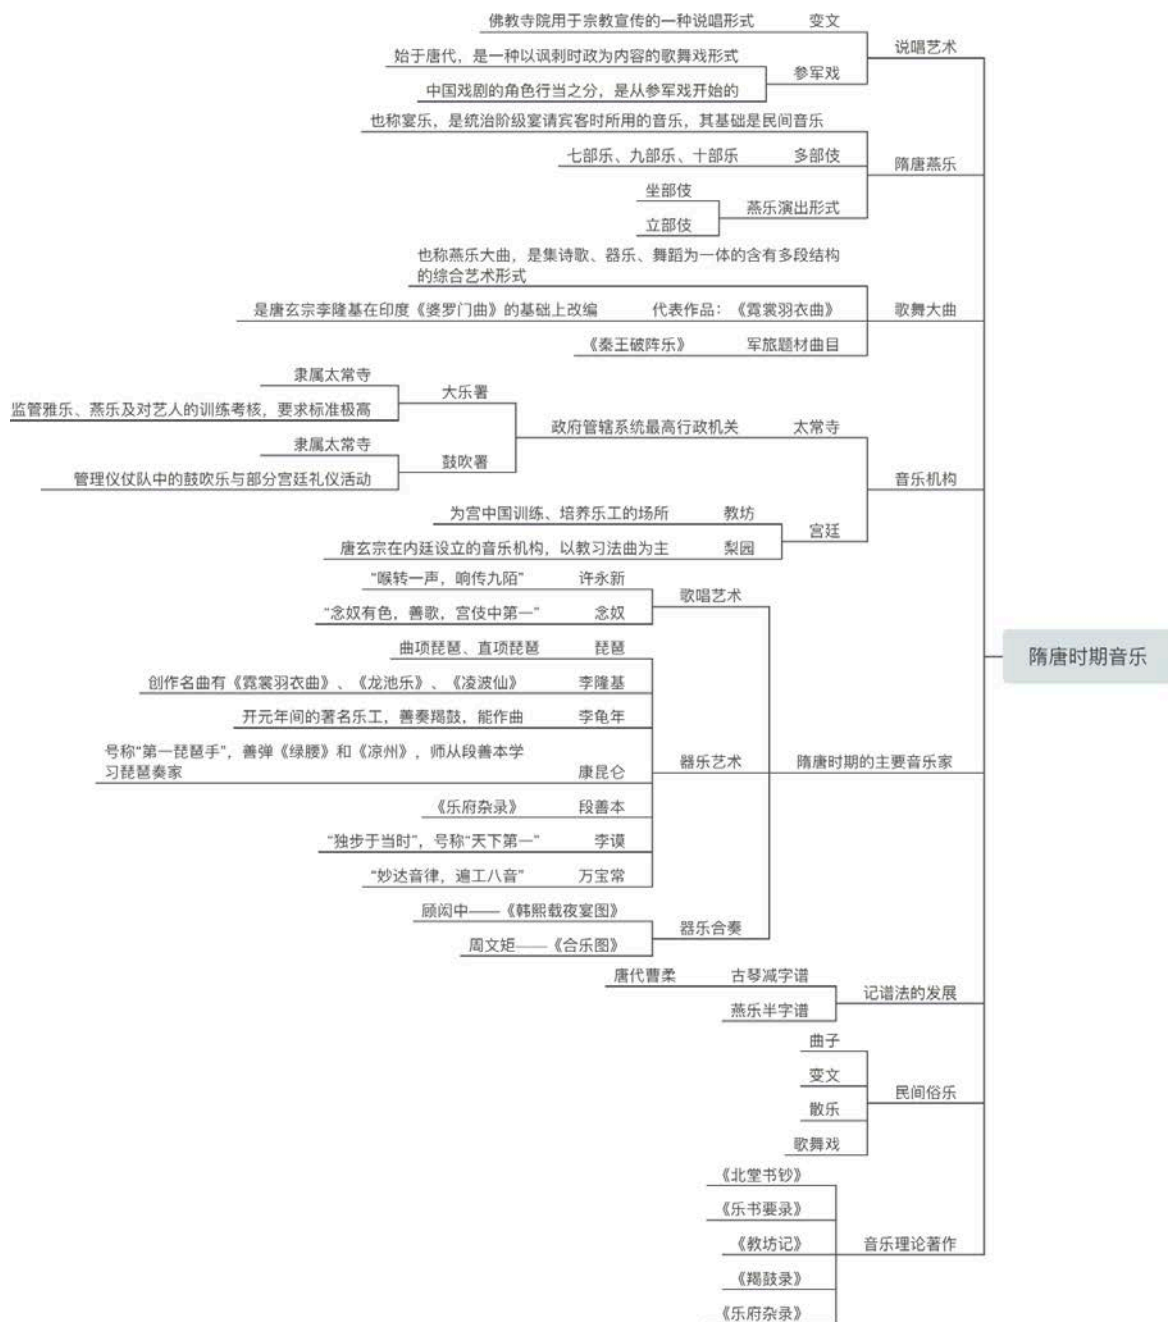 佛教寺院用于宗教宣传的一种说唱形式 变文
说唱艺术
始于唐代，是一种以讽刺时政为内容的歌舞戏形式
参军戏
中国戏剧的角色行当之分，是从参军戏开始的
也称宴乐，是统治阶级宴请宾客时所用的音乐，其基础是民间音乐
七部乐、九部乐、十部乐 多部伎
隋唐燕乐
坐部伎
燕乐演出形式
立部伎
也称燕乐大曲，是集诗歌、器乐、舞蹈为一体的含有多段结构
的综合艺术形式
是唐玄宗李隆基在印度《婆罗门曲》的基础上改编 代表作品：《霓裳羽衣曲》 歌舞大曲
《秦王破阵乐》 军旅题材曲目
隶属太常寺
大乐署
监管雅乐、燕乐及对艺人的训练考核，要求标准极高
政府管辖系统最高行政机关 太常寺
隶属太常寺
鼓吹署
管理仪仗队中的鼓吹乐与部分宫廷礼仪活动
音乐机构
为宫中国训练、培养乐工的场所 教坊
宫廷
唐玄宗在内廷设立的音乐机构，以教习法曲为主 梨园
“喉转一声，响传九陌” 许永新
歌唱艺术
“念奴有色，善歌，宫伎中第一” 念奴
曲项琵琶、直项琵琶 琵琶
隋唐时期音乐
创作名曲有《霓裳羽衣曲》、《龙池乐》、《凌波仙》 李隆基
开元年间的著名乐工，善奏羯鼓，能作曲 李龟年
号称“第一琵琶手”，善弹《绿腰》和《凉州》，师从段善本学
习琵琶奏家 康昆仑
器乐艺术 隋唐时期的主要音乐家
《乐府杂录》 段善本
“独步于当时”，号称“天下第一” 李谟
“妙达音律，遍工八音” 万宝常
顾闳中——《韩熙载夜宴图》
器乐合奏
周文矩——《合乐图》
唐代曹柔 古琴减字谱
记谱法的发展
燕乐半字谱
曲子
变文
民间俗乐
散乐
歌舞戏
《北堂书钞》
《乐书要录》
《教坊记》 音乐理论著作
《羯鼓录》
《乐府杂录》